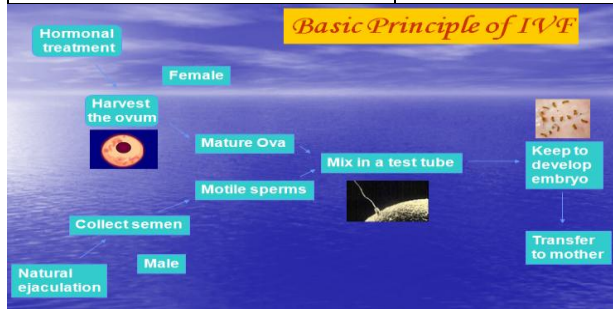 Basic Principle of IVF
Hormonal
treatment
Female
Harvest
the ovum
Mature Ova
Mix in a test tube
Keep to
develop
embryo
Motile sperms
Collect semen
Transfer
to mother
Male
Natural
ejaculation